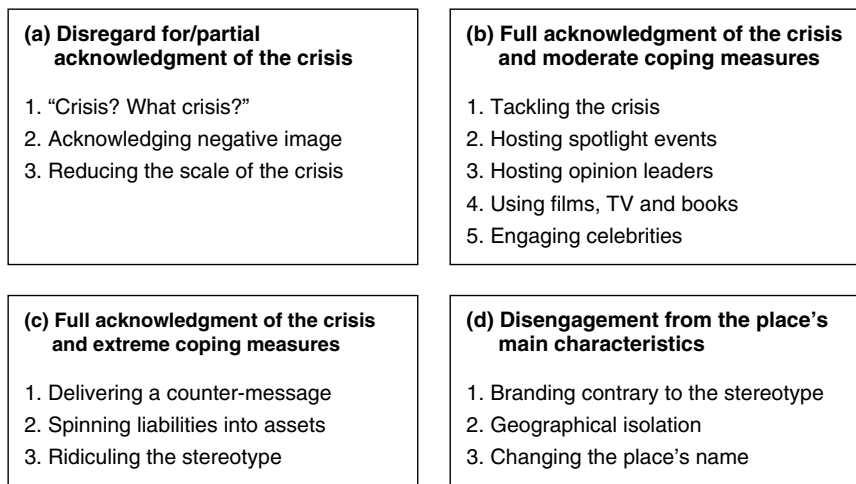 (a) Disregard for/partial
acknowledgment of the crisis
1. “Crisis? What crisis?”
2. Acknowledging negative image
3. Reducing the scale of the crisis
(b) Full acknowledgment of the crisis
and moderate coping measures
1. Tackling the crisis
2. Hosting spotlight events
3. Hosting opinion leaders
4. Using films, TV and books
5. Engaging celebrities
(c) Full acknowledgment of the crisis
and extreme coping measures
1. Delivering a counter-message
2. Spinning liabilities into assets
3. Ridiculing the stereotype
(d) Disengagement from the place’s
main characteristics
1. Branding contrary to the stereotype
2. Geographical isolation
3. Changing the place’s name